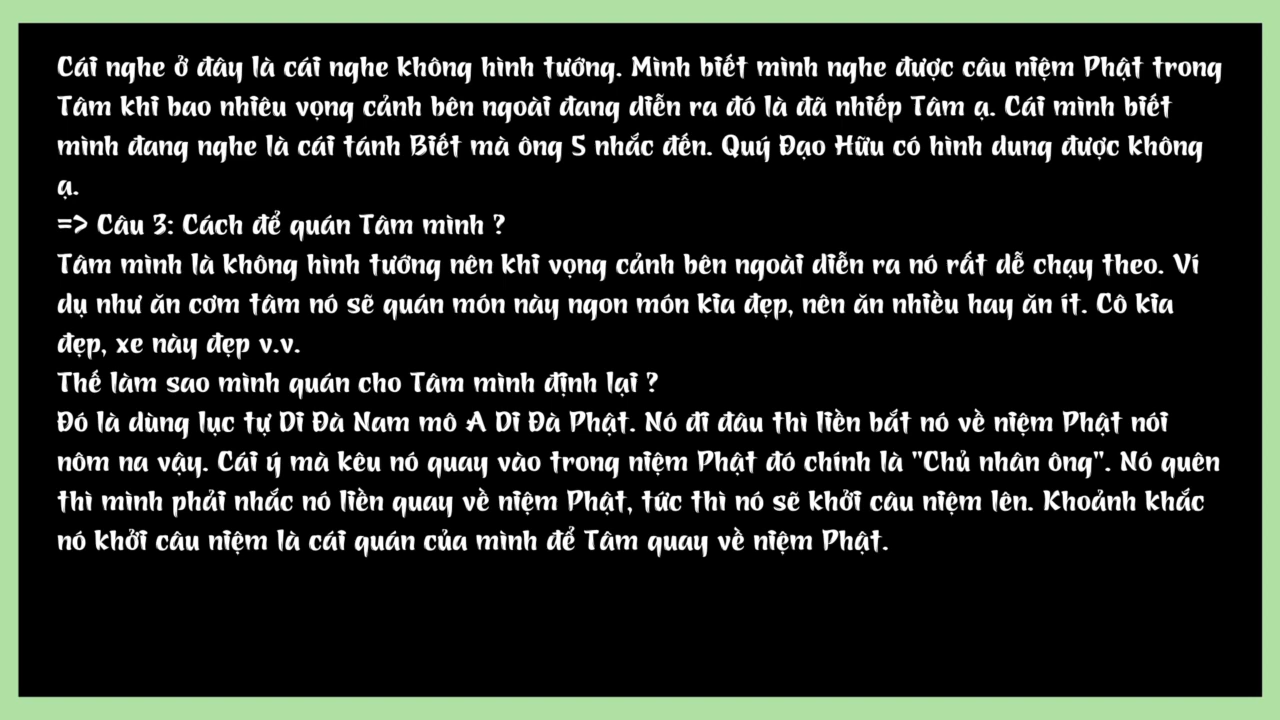 Cái nghe ở đây là cái nghe không hình tướng. Mình biết mình nghe được câu niệm Phật trong
Tâm khi bao nhiêu vọng cảnh bên ngoài đang diễn ra đó là đã nhiếp Tâm ạ. Cái mình biết
mình đang nghe là cái tánh Biết mà ông 5 nhắc đến. Quý Đạo Hữu có hình dung được không
ạ.
=> Câu 3: Cách để quán Tâm mình ?
Tâm mình là không hình tướng nên khi vọng cảnh bên ngoài diễn ra nó rất dễ chạy theo. Ví
dụ như ăn cơm tâm nó sẽ quán món này ngon món kia đẹp, nên ăn nhiều hay ăn ít. Cô kia
đẹp, xe này đẹp v.v.
Thế làm sao mình quán cho Tâm mình định lại ?
Đó là dùng lục tự Di Đà Nam mô A Di Đà Phật. Nó đi đâu thì liền bắt nó về niệm Phật nói
nôm na vậy. Cái ý mà kêu nó quay vào trong niệm Phật đó chính là "Chủ nhân ông". Nó quên
thì mình phải nhắc nó liền quay về niệm Phật, tức thì nó sẽ khởi câu niệm lên. Khoảnh khắc
nó khởi câu niệm là cái quán của mình để Tâm quay về niệm Phật.